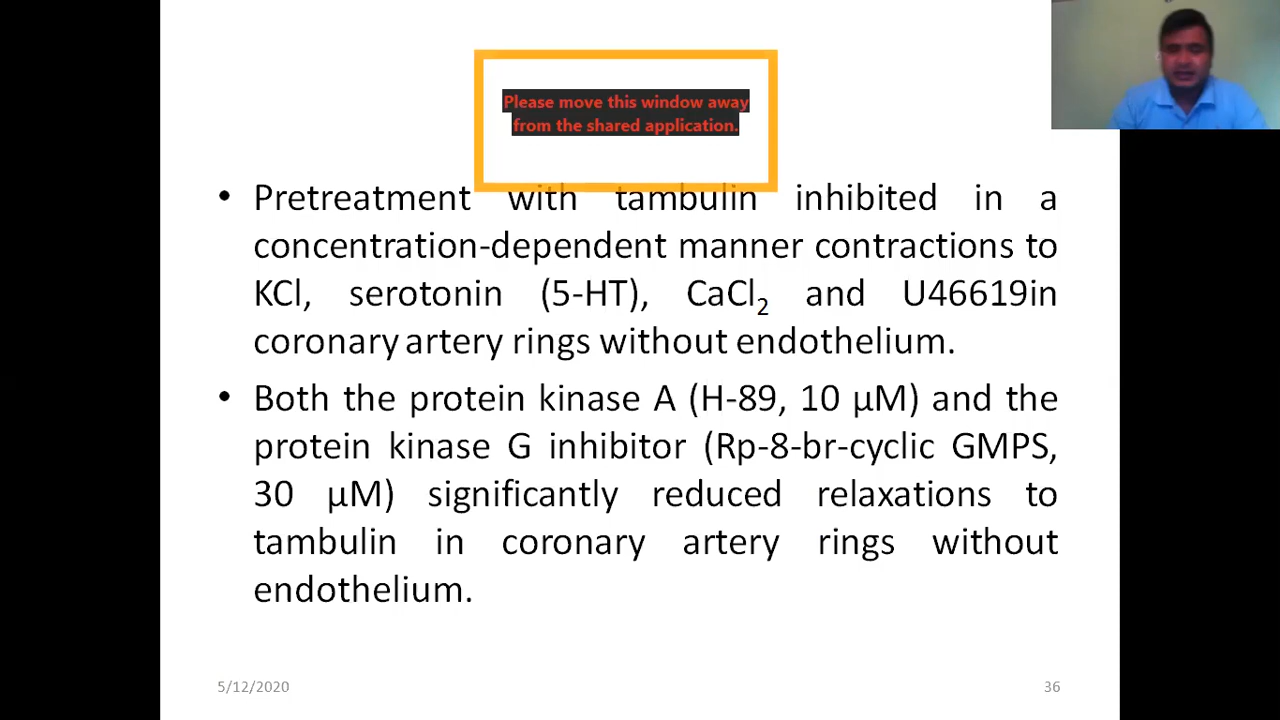 Please move this window away
from the shared application.
• Pretreatment with tambulin inhibited in a
concentration-dependent manner contractions to
KCl, serotonin (5-HT), CaCl₂ and U46619in
coronary artery rings without endothelium.
• Both the protein kinase A (H-89, 10 µM) and the
protein kinase G inhibitor (Rp-8-br-cyclic GMPS,
30 µM) significantly reduced relaxations to
tambulin in coronary artery rings without
endothelium.
5/12/2020
36